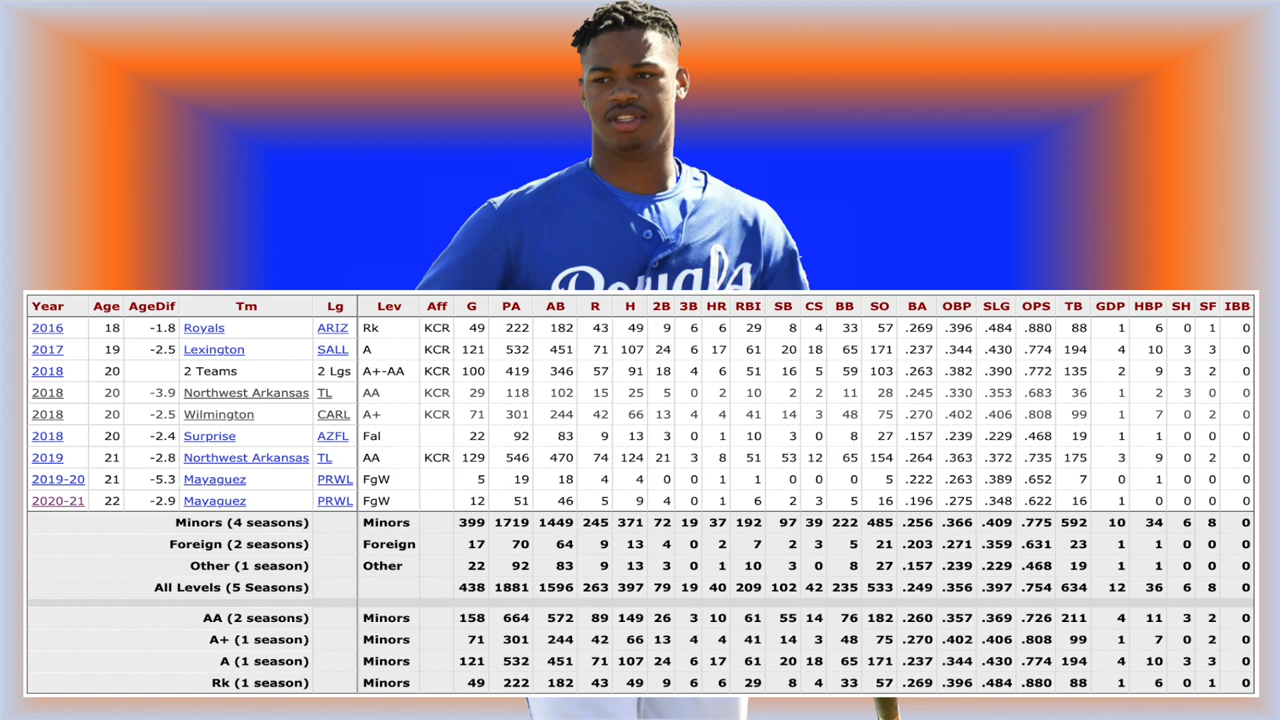 Royals
Year Age AgeDif Tm Lg Lev Aff G PA AB R H 2B 3B HR RBI SB CS BB SO BA OBP SLG OPS TB GDP HBP SH SF IBB
2016 18 -1.8 Royals ARIZ Rk KCR 49 222 182 43 49 9 6 6 29 8 4 33 57 .269 .396 .484 .880 88 1 6 0 1 0
2017 19 -2.5 Lexington SALL A KCR 121 532 451 71 107 24 6 17 61 20 18 65 171 .237 .344 .430 .774 194 4 10 3 3 0
2018 20 2 Teams 2 Lgs A+-AA KCR 100 419 346 57 91 18 4 6 51 16 5 59 103 .263 .382 .390 .772 135 2 9 3 2 0
2018 20 -3.9 Northwest Arkansas TL AA KCR 29 118 102 15 25 5 0 2 10 2 2 11 28 .245 .330 .353 .683 36 1 2 3 0 0
2018 20 -2.5 Wilmington CARL A+ KCR 71 301 244 42 66 13 4 4 41 14 3 48 75 .270 .402 .406 .808 99 1 7 0 2 0
2018 20 -2.4 Surprise AZFL Fal 22 92 83 9 13 3 0 1 10 3 0 8 27 .157 .239 .229 .468 19 1 1 0 0 0
2019 21 -2.8 Northwest Arkansas TL AA KCR 129 546 470 74 124 21 3 8 51 53 12 65 154 .264 .363 .372 .735 175 3 9 0 2 0
2019-20 21 -5.3 Mayaguez PRWL FgW 5 19 18 4 4 0 0 1 1 0 0 0 5 .222 .263 .389 .652 7 0 1 0 0 0
2020-21 22 -2.9 Mayaguez PRWL FgW 12 51 46 5 9 4 0 1 6 2 3 5 16 .196 .275 .348 .622 16 1 0 0 0 0
Minors (4 seasons) Minors 399 1719 1449 245 371 72 19 37 192 97 39 222 485 .256 .366 .409 .775 592 10 34 6 8 0
Foreign (2 seasons) Foreign 17 70 64 9 13 4 0 2 7 2 3 5 21 .203 .271 .359 .631 23 1 1 0 0 0
Other (1 season) Other 22 92 83 9 13 3 0 1 10 3 0 8 27 .157 .239 .229 .468 19 1 1 0 0 0
All Levels (5 Seasons) 438 1881 1596 263 397 79 19 40 209 102 42 235 533 .249 .356 .397 .754 634 12 36 6 8 0
AA (2 seasons) Minors 158 664 572 89 149 26 3 10 61 55 14 76 182 .260 .357 .369 .726 211 4 11 3 2 0
A+ (1 season) Minors 71 301 244 42 66 13 4 4 41 14 3 48 75 .270 .402 .406 .808 99 1 7 0 2 0
A (1 season) Minors 121 532 451 71 107 24 6 17 61 20 18 65 171 .237 .344 .430 .774 194 4 10 3 3 0
Rk (1 season) Minors 49 222 182 43 49 9 6 6 29 8 4 33 57 .269 .396 .484 .880 88 1 6 0 1 0